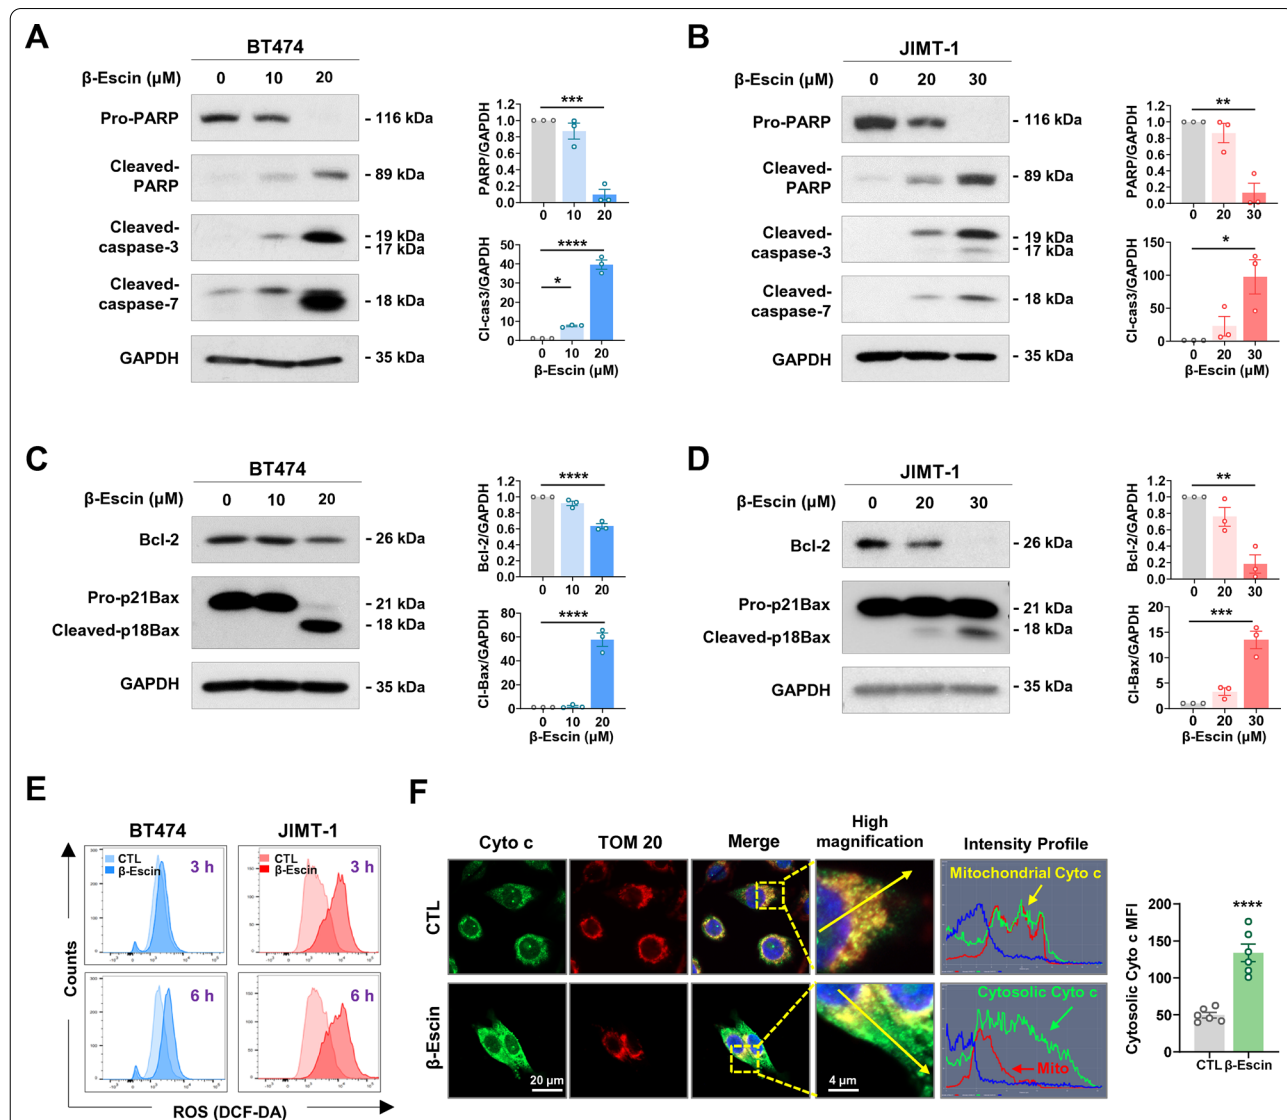 A
BT474
β-Escin (μM)
0 10 20
Pro-PARP
- 116 kDa
Cleaved-
PARP
- 89 kDa
Cleaved-
caspase-3
- 19 kDa
- 17 kDa
Cleaved-
caspase-7
- 18 kDa
GAPDH
- 35 kDa
PARP/GAPDH
1.2
1.0
0.8
0.6
0.4
0.2
0.0
***
0 10 20
Cl-cas3/GAPDH
50
40
30
20
10
0
****
*
0 10 20
β-Escin (μM)
B
JIMT-1
β-Escin (μM)
0 20 30
Pro-PARP
- 116 kDa
Cleaved-
PARP
- 89 kDa
Cleaved-
caspase-3
- 19 kDa
- 17 kDa
Cleaved-
caspase-7
- 18 kDa
GAPDH
- 35 kDa
PARP/GAPDH
1.2
1.0
0.8
0.6
0.4
0.2
0.0
**
0 20 30
Cl-cas3/GAPDH
150
100
50
0
*
0 20 30
β-Escin (μM)
C
BT474
β-Escin (μM)
0 10 20
Bcl-2
- 26 kDa
Pro-p21Bax
- 21 kDa
Cleaved-p18Bax
- 18 kDa
GAPDH
- 35 kDa
Bcl-2/GAPDH
1.2
1.0
0.8
0.6
0.4
0.2
0.0
****
0 10 20
Cl-Bax/GAPDH
80
60
40
20
0
****
0 10 20
β-Escin (μM)
D
JIMT-1
β-Escin (μM)
0 20 30
Bcl-2
- 26 kDa
Pro-p21Bax
- 21 kDa
Cleaved-p18Bax
- 18 kDa
GAPDH
- 35 kDa
Bcl-2/GAPDH
1.2
1.0
0.8
0.6
0.4
0.2
0.0
**
0 20 30
Cl-Bax/GAPDH
20
15
10
5
0
***
0 20 30
β-Escin (μM)
E
BT474 JIMT-1
CTL
β-Escin
3 h
CTL
β-Escin
3 h
6 h
6 h
Counts
ROS (DCF-DA)
F
Cyto c
TOM 20
Merge
High
magnification
Intensity Profile
CTL
Mitochondrial Cyto c
β-Escin
20 μm
4 μm
Cytosolic Cyto c
Mito
Cytosolic Cyto c MFI
200
150
100
50
0
****
CTL β-Escin